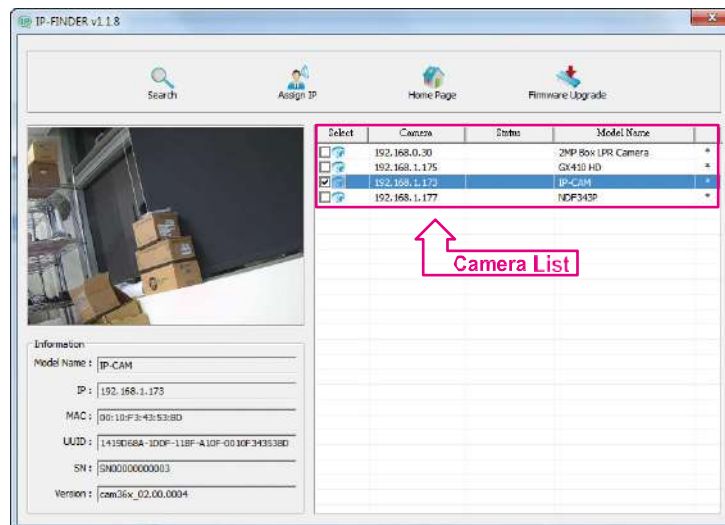 IP-FINDER v1.1.8
Search Assign IP Home Page Firmware Upgrade
Select Camera Status Model Name
192.168.0.30 2MP Box LPR Camera *
192.168.1.175 GX410 HD *
192.168.1.173 IP-CAM *
192.168.1.177 NDF343P *
Camera List
Information
Model Name : IP-CAM
IP : 192.168.1.173
MAC : 00:10:F3:43:53:8D
UUID : 1419D68A-1DDF-11BF-A10F-0010F343538D
SN : SN00000000003
Version : cam36x_02.00.0004